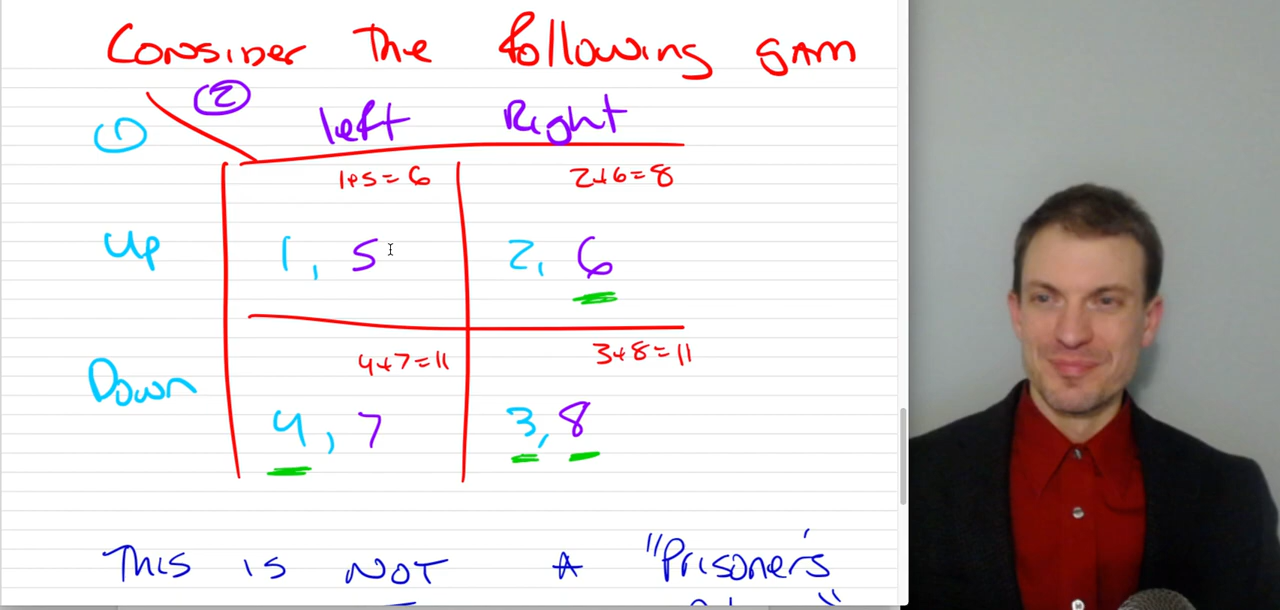 Consider The following gam
②
① left Right
1+5=6 2+6=8
Up 1, 5 2, 6
4+7=11 3+8=11
Down 4, 7 3, 8
This is NOT A "Prisoner's